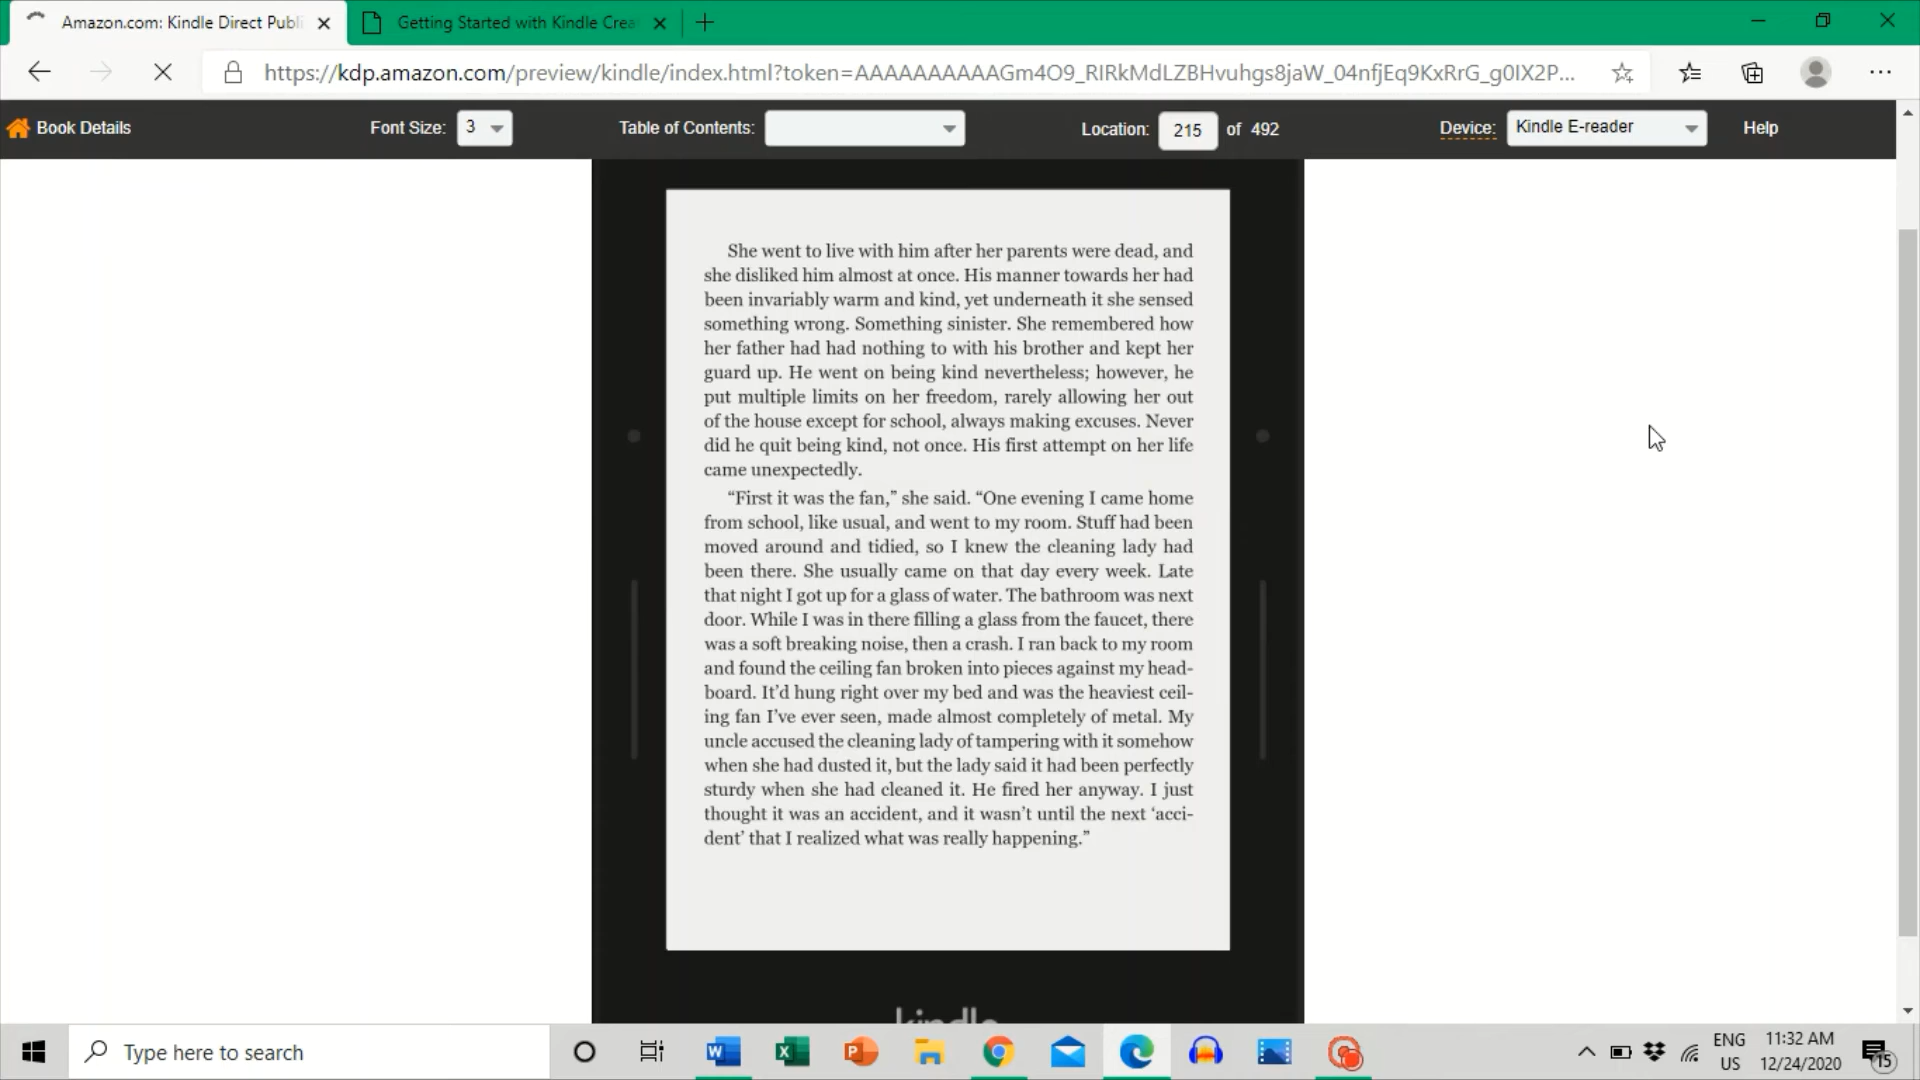 Amazon.com: Kindle Direct Publi
Getting Started with Kindle Crea
https://kdp.amazon.com/preview/kindle/index.html?token=AAAAAAAAAAGm4O9_RIRkMdLZBHvuhgs8jaW_04nfjEq9KxRrG_g0IX2P...
Book Details
Font Size: 3
Table of Contents:
Location: 215 of 492
Device: Kindle E-reader
Help
She went to live with him after her parents were dead, and
she disliked him almost at once. His manner towards her had
been invariably warm and kind, yet underneath it she sensed
something wrong. Something sinister. She remembered how
her father had had nothing to with his brother and kept her
guard up. He went on being kind nevertheless; however, he
put multiple limits on her freedom, rarely allowing her out
of the house except for school, always making excuses. Never
did he quit being kind, not once. His first attempt on her life
came unexpectedly.
“First it was the fan,” she said. “One evening I came home
from school, like usual, and went to my room. Stuff had been
moved around and tidied, so I knew the cleaning lady had
been there. She usually came on that day every week. Late
that night I got up for a glass of water. The bathroom was next
door. While I was in there filling a glass from the faucet, there
was a soft breaking noise, then a crash. I ran back to my room
and found the ceiling fan broken into pieces against my head-
board. It’d hung right over my bed and was the heaviest ceil-
ing fan I’ve ever seen, made almost completely of metal. My
uncle accused the cleaning lady of tampering with it somehow
when she had dusted it, but the lady said it had been perfectly
sturdy when she had cleaned it. He fired her anyway. I just
thought it was an accident, and it wasn’t until the next ‘acci-
dent’ that I realized what was really happening.”
kindle
Type here to search
ENG
US
11:32 AM
12/24/2020
15